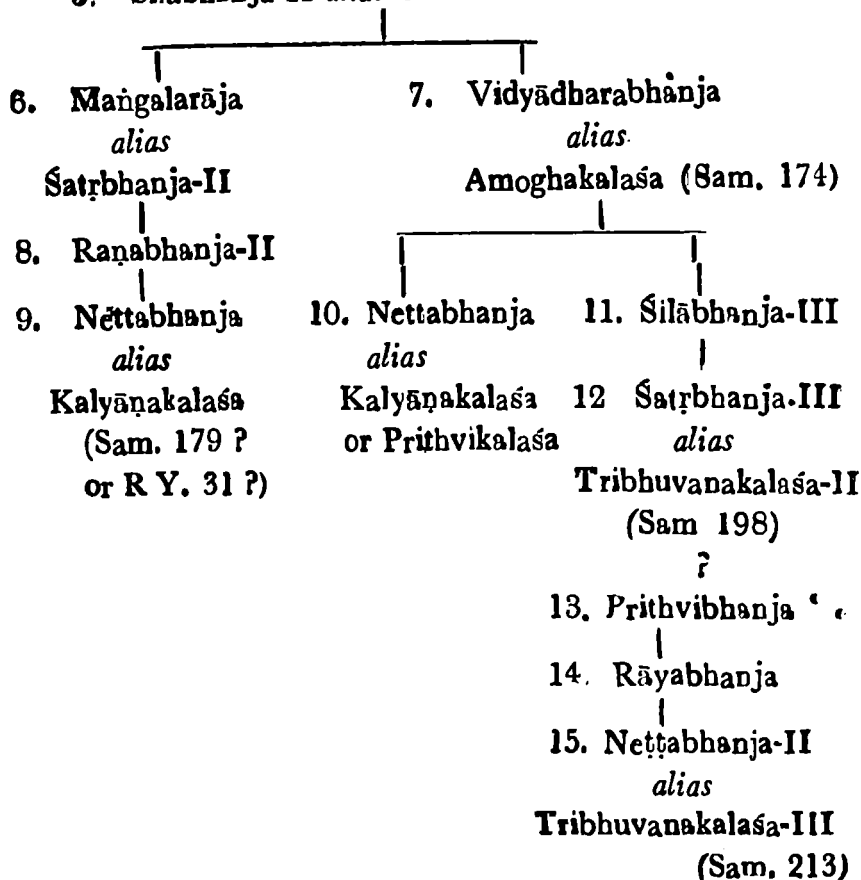 6. Maṅgalarāja 7. Vidyādharabhanja
alias alias
Śatṛbhanja-II Amoghakalaśa (Sam. 174)
8. Raṇabhanja-II
9. Nettabhanja 10. Nettabhanja 11. Śilābhanja-III
alias alias
Kalyāṇakalaśa Kalyāṇakalaśa 12 Śatṛbhanja-III
(Sam. 179 ? or Prithvikalaśa alias
or R Y. 31 ?) Tribhuvanakalaśa-II
(Sam 198)
?
13. Prithvibhanja
14. Rāyabhanja
15. Neṭṭabhanja-II
alias
Tribhuvanakalaśa-III
(Sam. 213)